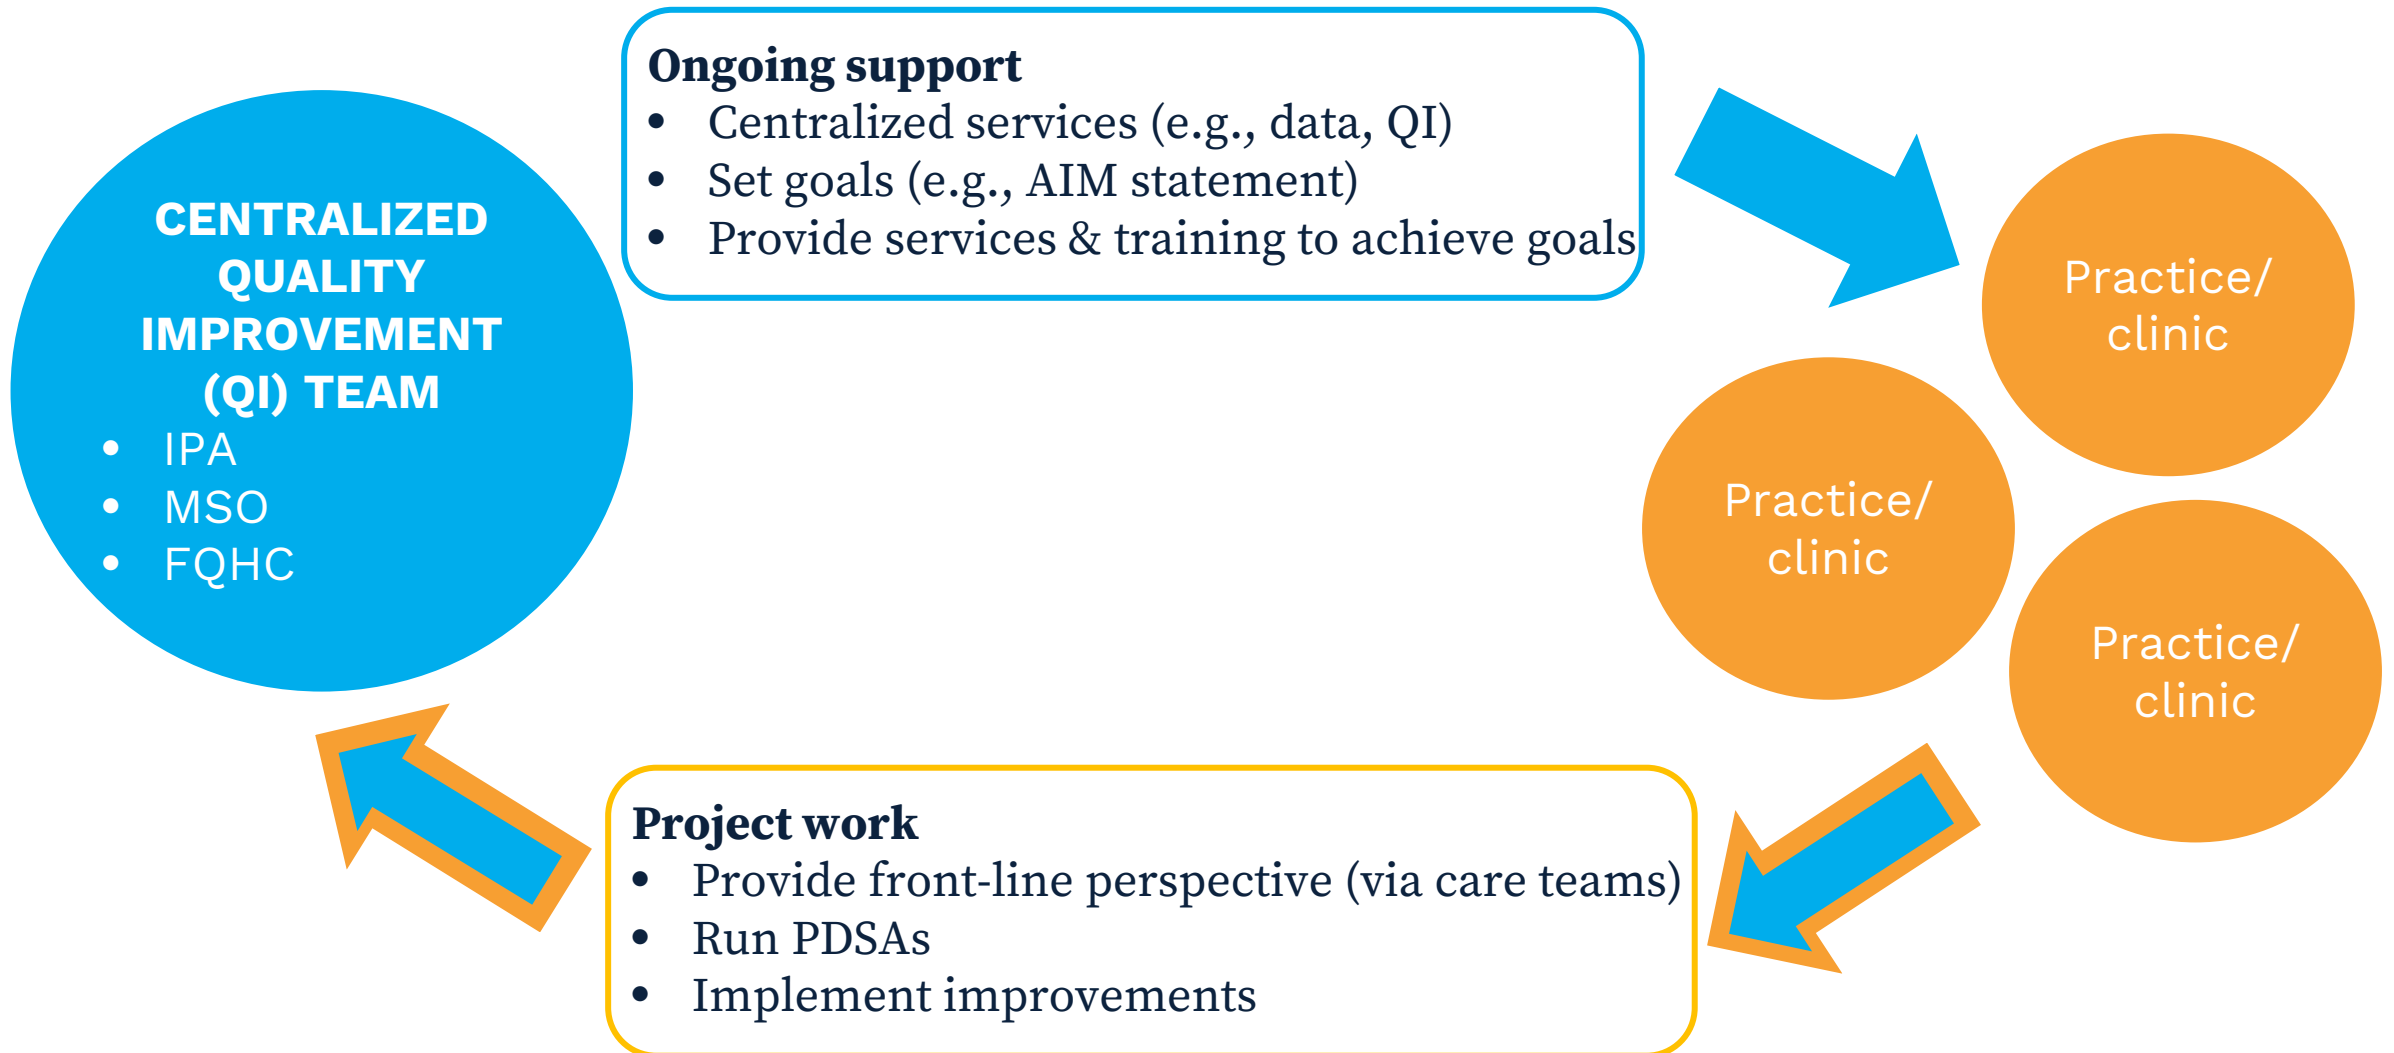 Ongoing support
• Centralized services (e.g., data, QI)
• Set goals (e.g., AIM statement)
• Provide services & training to achieve goals
CENTRALIZED
QUALITY
IMPROVEMENT
(QI) TEAM
• IPA
• MSO
• FQHC
Practice/
clinic
Practice/
clinic
Practice/
clinic
Project work
• Provide front-line perspective (via care teams)
• Run PDSAs
• Implement improvements